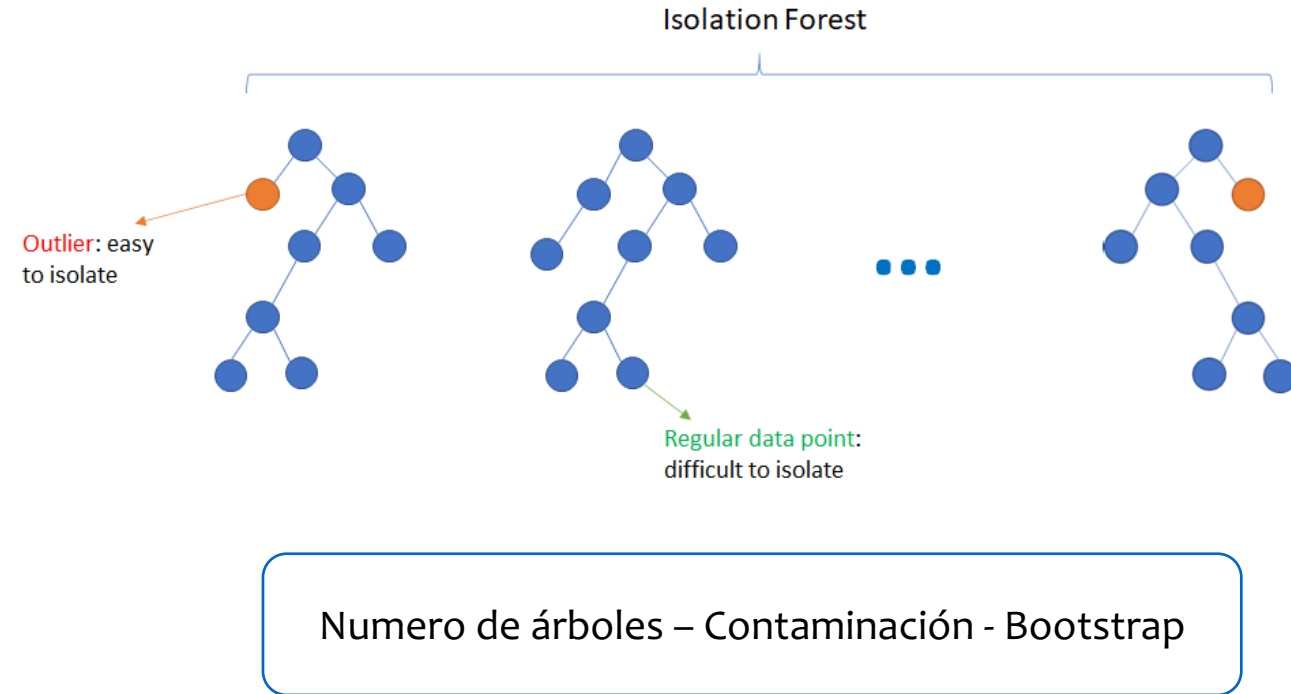 Isolation Forest
Outlier: easy
to isolate
Regular data point:
difficult to isolate
Numero de árboles – Contaminación - Bootstrap